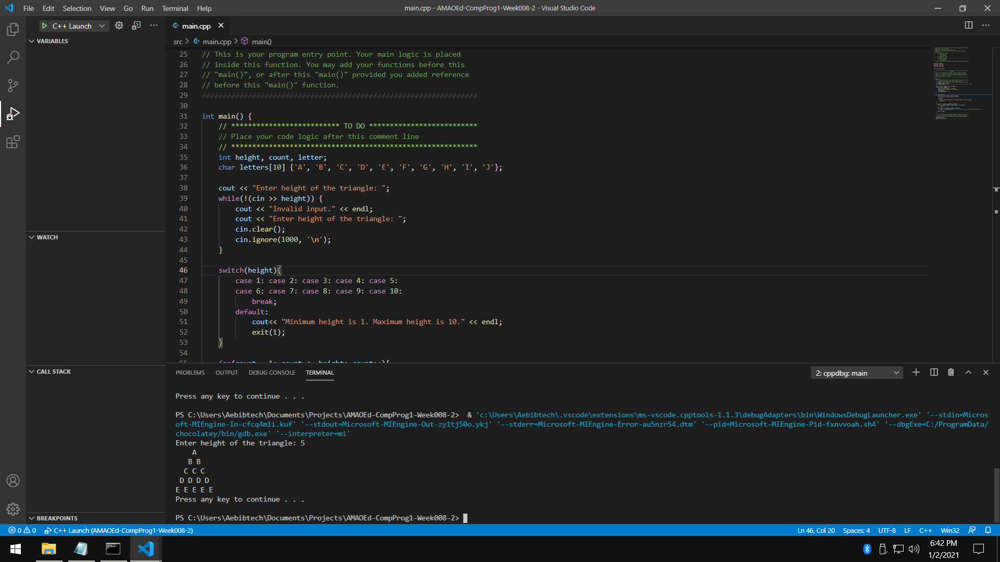 File Edit Selection View Go Run Terminal Help
main.cpp - AMAOEd-CompProg1-Week008-2 - Visual Studio Code
C++ Launch
main.cpp
VARIABLES
src > main.cpp > main()
25 // This is your program entry point. Your main logic is placed
26 // inside this function. You may add your functions before this
27 // "main()", or after this "main()" provided you added reference
28 // before this "main()" function.
29 //////////////////////////////////////////////////////////////////
30
31 int main() {
32 // ************************** TO DO **************************
33 // Place your code logic after this comment line
34 // ***********************************************************
35 int height, count, letter;
36 char letters[10] {'A', 'B', 'C', 'D', 'E', 'F', 'G', 'H', 'I', 'J'};
37
38 cout << "Enter height of the triangle: ";
39 while(!(cin >> height)) {
40 cout << "Invalid input." << endl;
41 cout << "Enter height of the triangle: ";
42 cin.clear();
43 cin.ignore(1000, '\n');
44 }
45
46 switch(height){
47 case 1: case 2: case 3: case 4: case 5:
48 case 6: case 7: case 8: case 9: case 10:
49 break;
50 default:
51 cout<< "Minimum height is 1. Maximum height is 10." << endl;
52 exit(1);
53 }
54
WATCH
CALL STACK
BREAKPOINTS
PROBLEMS OUTPUT DEBUG CONSOLE TERMINAL
2: cppdbg: main
Press any key to continue . . .
PS C:\Users\Aebibtech\Documents\Projects\AMAOEd-CompProg1-Week008-2> & 'c:\Users\Aebibtech\.vscode\extensions\ms-vscode.cpptools-1.1.3\debugAdapters\bin\WindowsDebugLauncher.exe' '--stdin=Micros
oft-MIEngine-In-cfcq4m1i.kuf' '--stdout=Microsoft-MIEngine-Out-zy1tj50o.ykj' '--stderr=Microsoft-MIEngine-Error-au5nzr54.dtm' '--pid=Microsoft-MIEngine-Pid-fxnvvoah.sh4' '--dbgExe=C:/ProgramData/
chocolatey/bin/gdb.exe' '--interpreter=mi'
Enter height of the triangle: 5
A
B B
C C C
D D D D
E E E E E
Press any key to continue . . .
PS C:\Users\Aebibtech\Documents\Projects\AMAOEd-CompProg1-Week008-2>
0 0 C++ Launch (AMAOEd-CompProg1-Week008-2)
Ln 46, Col 20 Spaces: 4 UTF-8 LF C++ Win32
6:42 PM
1/2/2021